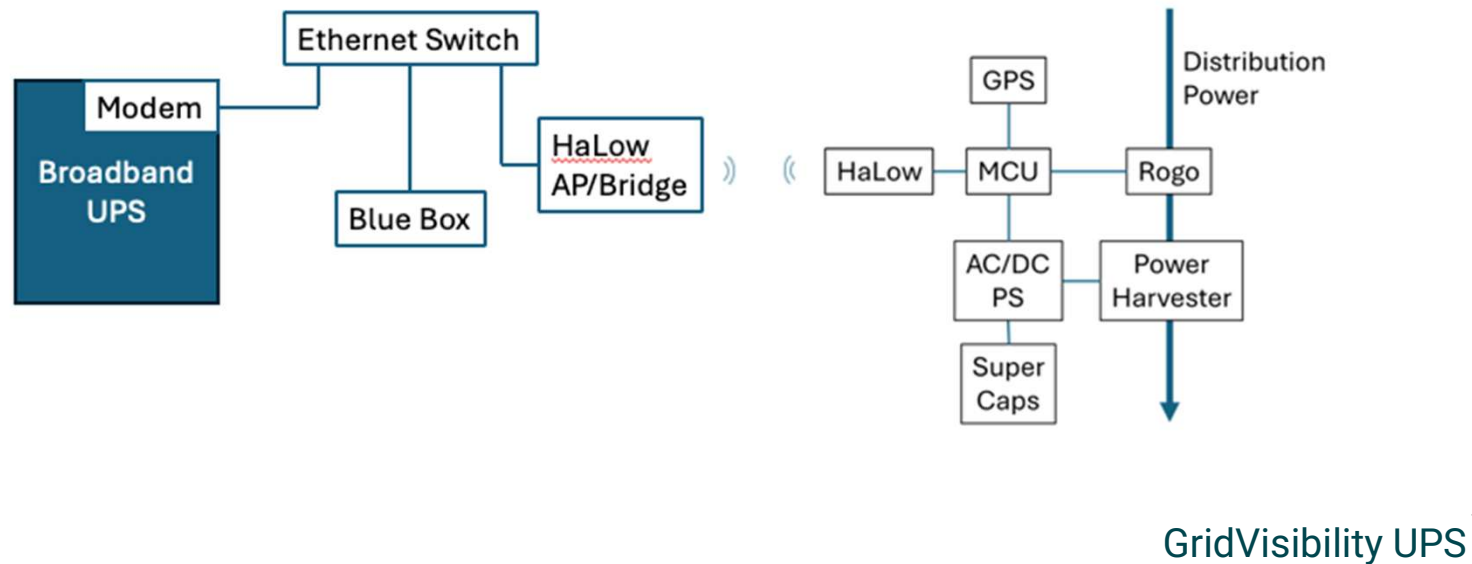 Ethernet Switch
Modem
Broadband
UPS
Blue Box
HaLow
AP/Bridge
GPS
Distribution
Power
HaLow
MCU
Rogo
AC/DC
PS
Power
Harvester
Super
Caps
GridVisibility UPS